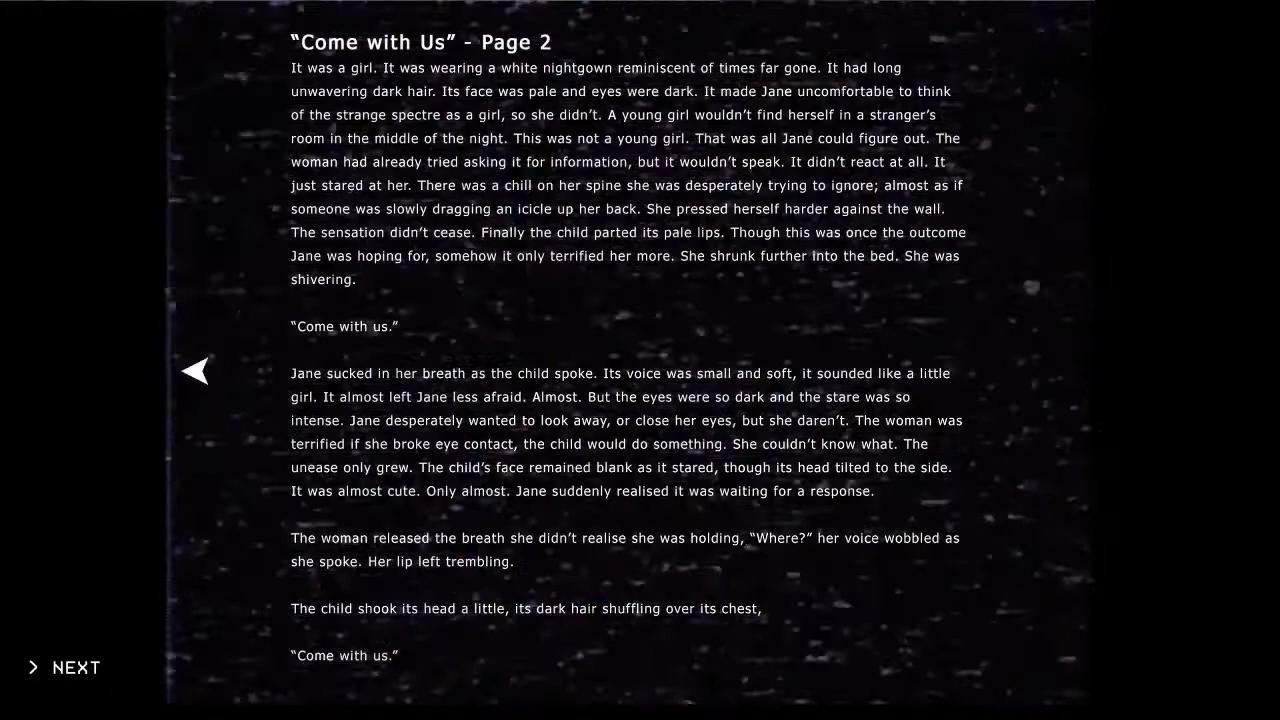 “Come with Us” - Page 2
It was a girl. It was wearing a white nightgown reminiscent of times far gone. It had long
unwavering dark hair. Its face was pale and eyes were dark. It made Jane uncomfortable to think
of the strange spectre as a girl, so she didn’t. A young girl wouldn’t find herself in a stranger’s
room in the middle of the night. This was not a young girl. That was all Jane could figure out. The
woman had already tried asking it for information, but it wouldn’t speak. It didn’t react at all. It
just stared at her. There was a chill on her spine she was desperately trying to ignore; almost as if
someone was slowly dragging an icicle up her back. She pressed herself harder against the wall.
The sensation didn’t cease. Finally the child parted its pale lips. Though this was once the outcome
Jane was hoping for, somehow it only terrified her more. She shrunk further into the bed. She was
shivering.
“Come with us.”
Jane sucked in her breath as the child spoke. Its voice was small and soft, it sounded like a little
girl. It almost left Jane less afraid. Almost. But the eyes were so dark and the stare was so
intense. Jane desperately wanted to look away, or close her eyes, but she daren’t. The woman was
terrified if she broke eye contact, the child would do something. She couldn’t know what. The
unease only grew. The child’s face remained blank as it stared, though its head tilted to the side.
It was almost cute. Only almost. Jane suddenly realised it was waiting for a response.
The woman released the breath she didn’t realise she was holding, “Where?” her voice wobbled as
she spoke. Her lip left trembling.
The child shook its head a little, its dark hair shuffling over its chest,
“Come with us.”
> NEXT